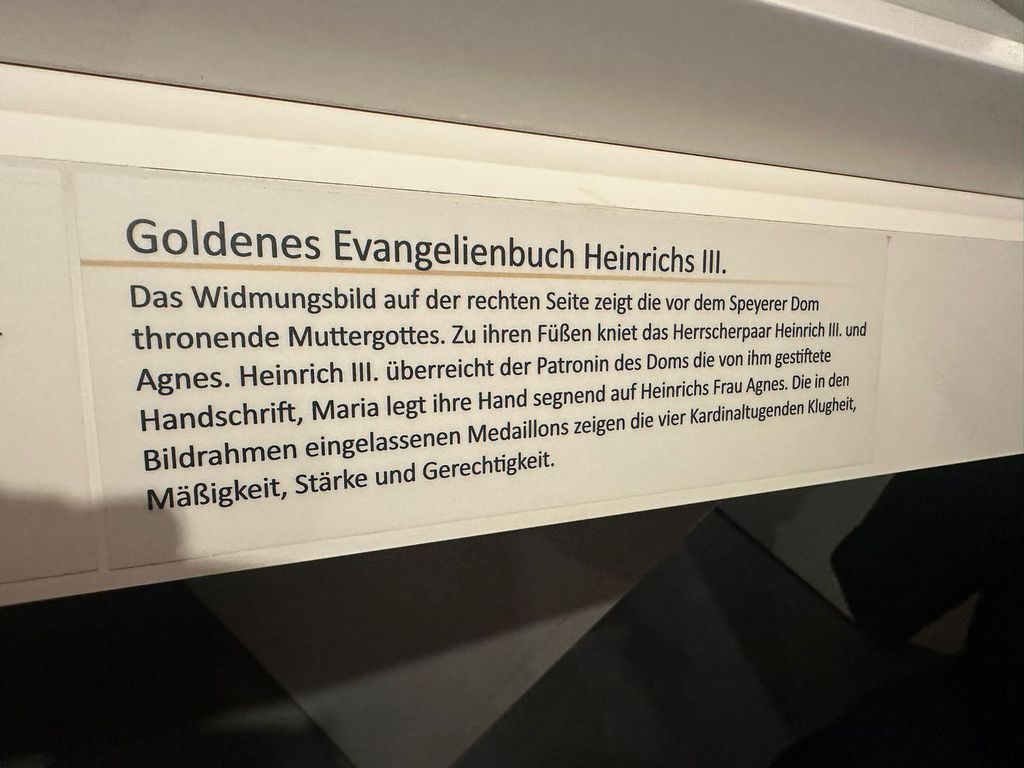 Goldenes Evangelienbuch Heinrichs III.
Das Widmungsbild auf der rechten Seite zeigt die vor dem Speyerer Dom
thronende Muttergottes. Zu ihren Füßen kniet das Herrscherpaar Heinrich III. und
Agnes. Heinrich III. überreicht der Patronin des Doms die von ihm gestiftete
Handschrift, Maria legt ihre Hand segnend auf Heinrichs Frau Agnes. Die in den
Bildrahmen eingelassenen Medaillons zeigen die vier Kardinaltugenden Klugheit,
Mäßigkeit, Stärke und Gerechtigkeit.